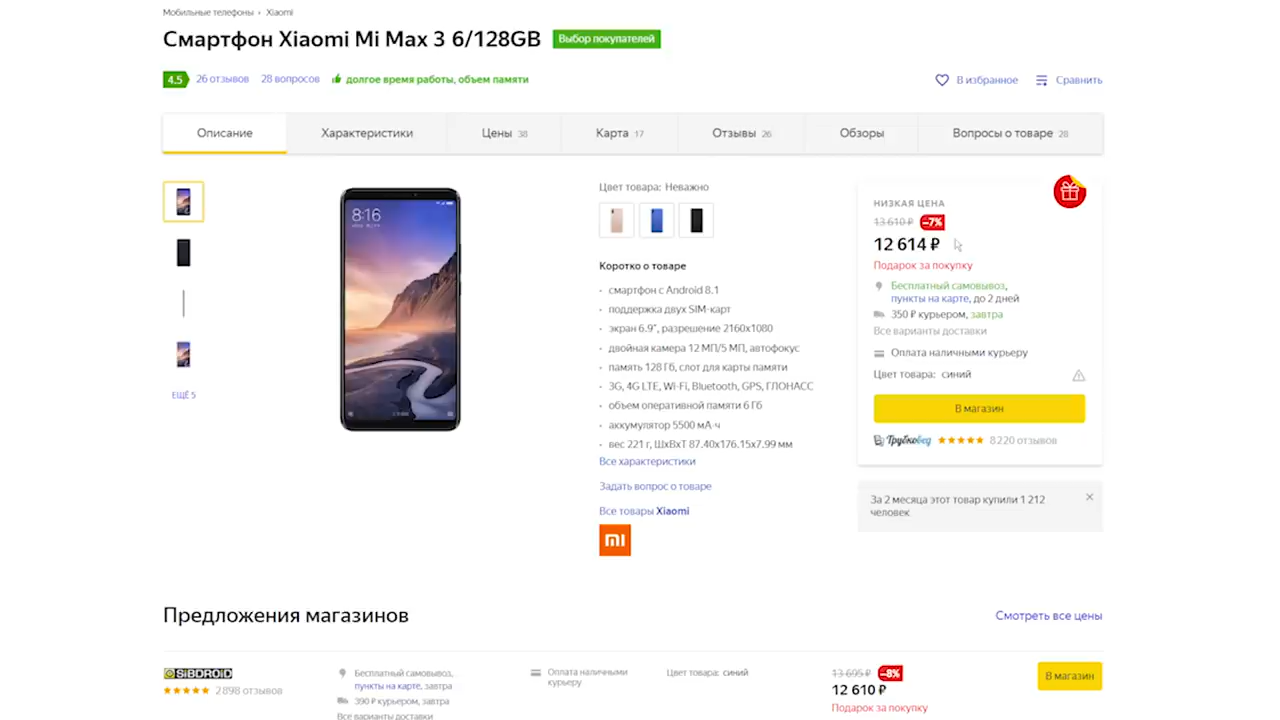 Мобильные телефоны › Xiaomi
Смартфон Xiaomi Mi Max 3 6/128GB
Выбор покупателей
4.5 26 отзывов 28 вопросов долгое время работы, объем памяти
В избранное Сравнить
Описание Характеристики Цены 38 Карта 17 Отзывы 26 Обзоры Вопросы о товаре 28
8:16
ЕЩЁ 5
Цвет товара: Неважно
Коротко о товаре
• смартфон с Android 8.1
• поддержка двух SIM-карт
• экран 6.9", разрешение 2160x1080
• двойная камера 12 МП/5 МП, автофокус
• память 128 Гб, слот для карты памяти
• 3G, 4G LTE, Wi-Fi, Bluetooth, GPS, ГЛОНАСС
• объем оперативной памяти 6 Гб
• аккумулятор 5500 мА·ч
• вес 221 г, ШxВxТ 87.40x176.15x7.99 мм
Все характеристики
Задать вопрос о товаре
Все товары Xiaomi
НИЗКАЯ ЦЕНА
13 610 ₽ –7%
12 614 ₽
Подарок за покупку
Бесплатный самовывоз,
пункты на карте, до 2 дней
350 ₽ курьером, завтра
Все варианты доставки
Оплата наличными курьеру
Цвет товара: синий
В магазин
Трубковед 8 220 отзывов
За 2 месяца этот товар купили 1 212
человек
Предложения магазинов
Смотреть все цены
SIBDROID
2 898 отзывов
Бесплатный самовывоз,
пункты на карте, завтра
390 ₽ курьером, завтра
Все варианты доставки
Оплата наличными
курьеру
Цвет товара: синий
13 695 ₽ –8%
12 610 ₽
Подарок за покупку
В магазин